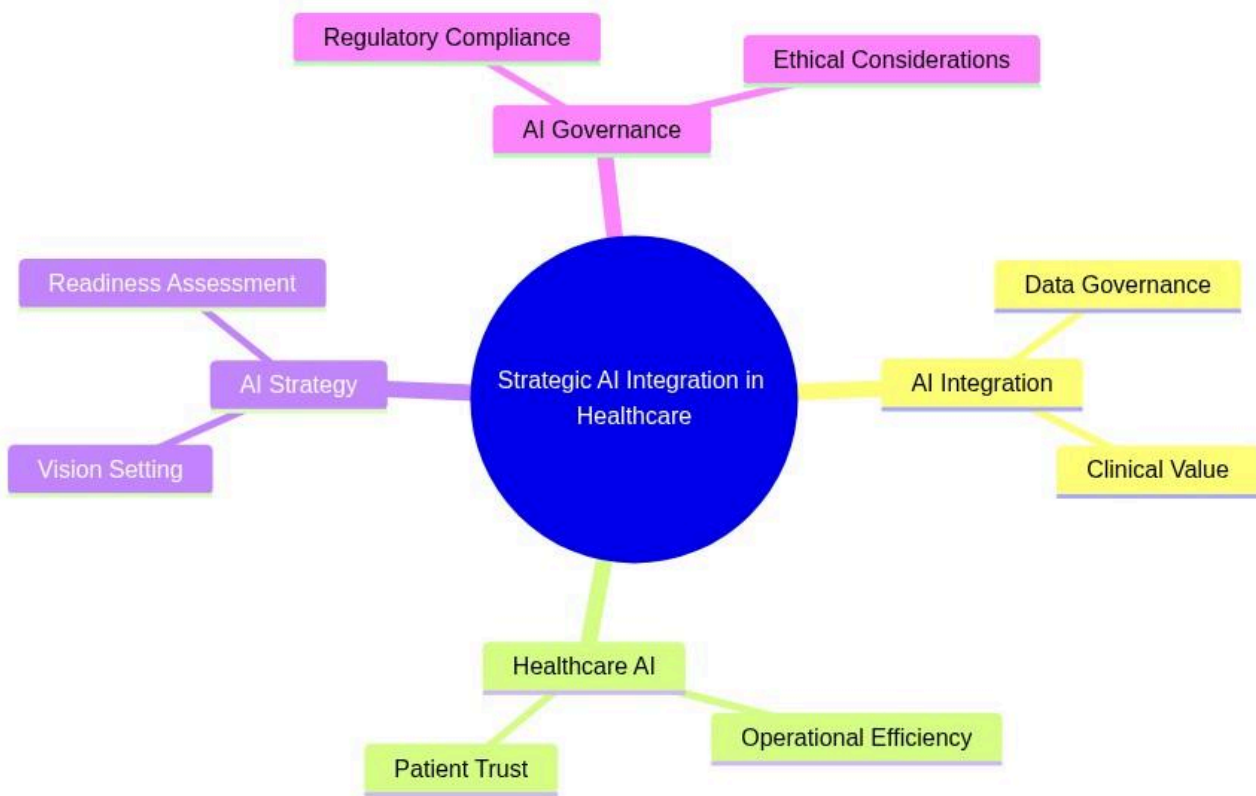 Regulatory Compliance
Ethical Considerations
AI Governance
Readiness Assessment
Data Governance
AI Strategy
Strategic AI Integration in
Healthcare
AI Integration
Vision Setting
Clinical Value
Healthcare AI
Operational Efficiency
Patient Trust